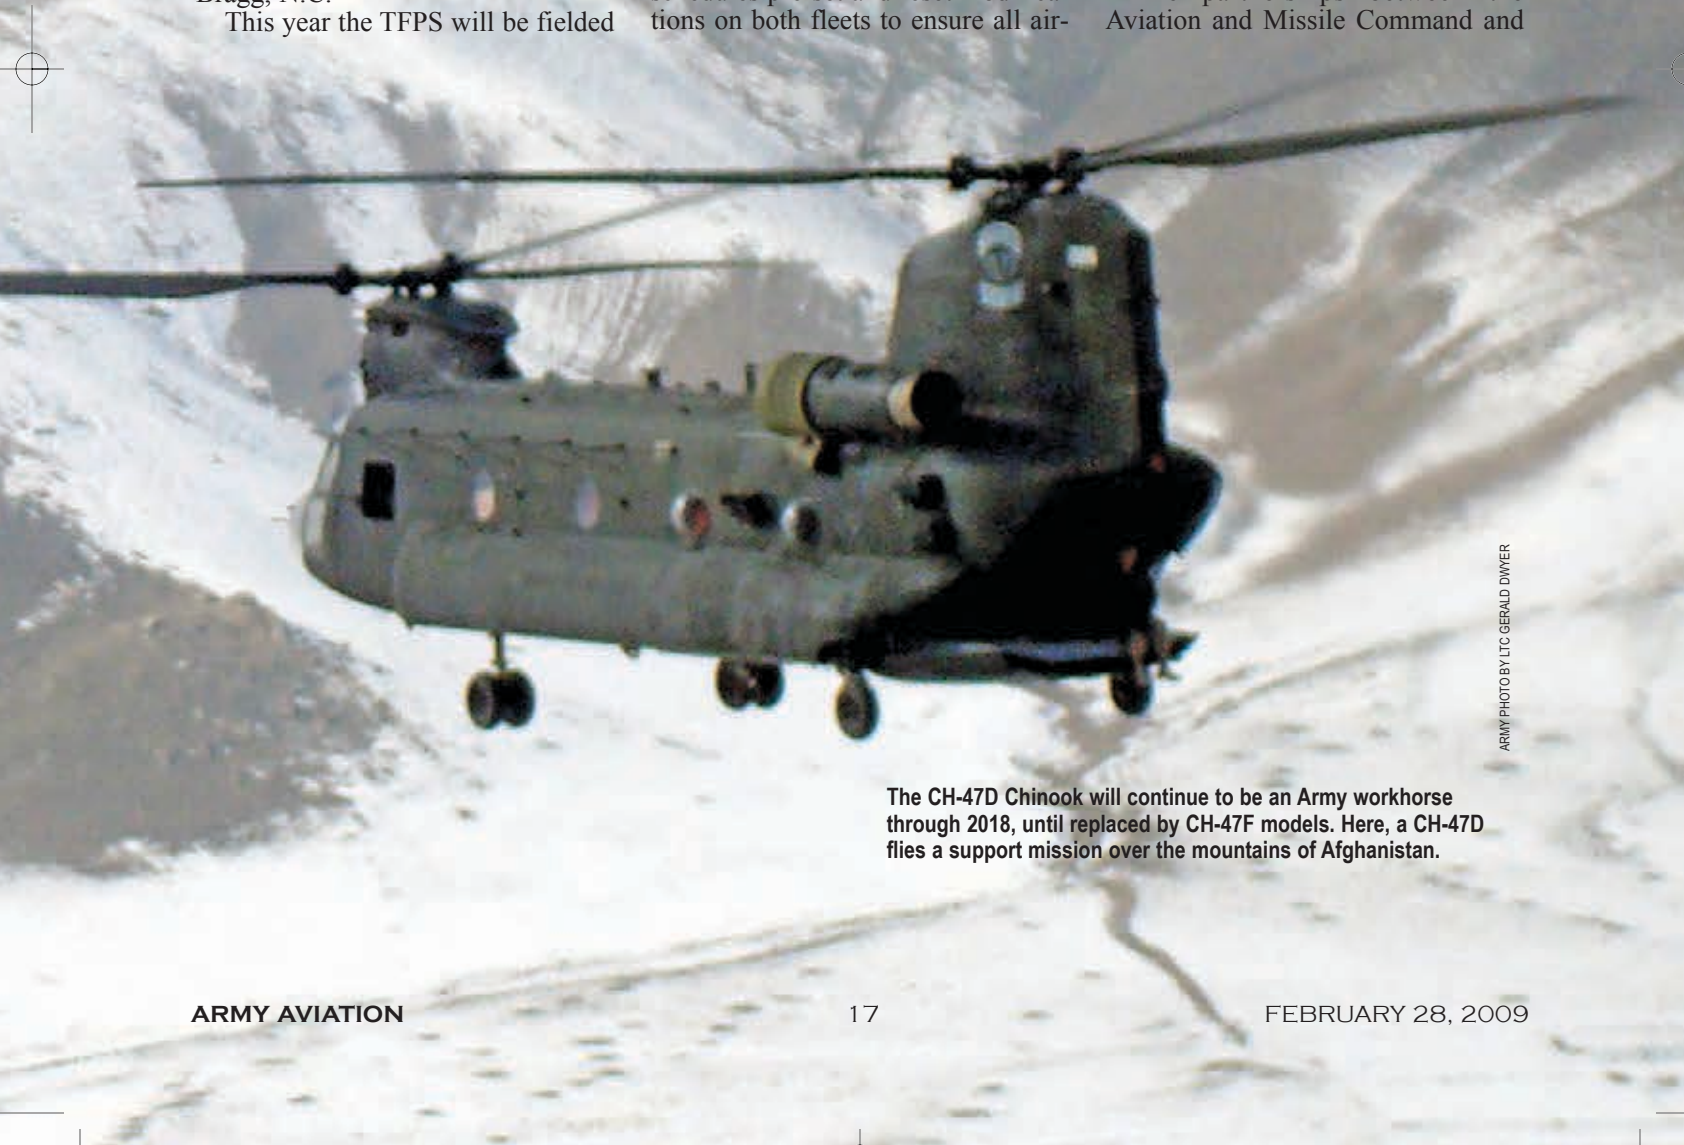 Bragg, N.C.
This year the TFPS will be fielded
tions on both fleets to ensure all air-
Aviation and Missile Command and
ARMY PHOTO BY LTC GERALD DWYER
The CH-47D Chinook will continue to be an Army workhorse
through 2018, until replaced by CH-47F models. Here, a CH-47D
flies a support mission over the mountains of Afghanistan.
ARMY AVIATION
17
FEBRUARY 28, 2009